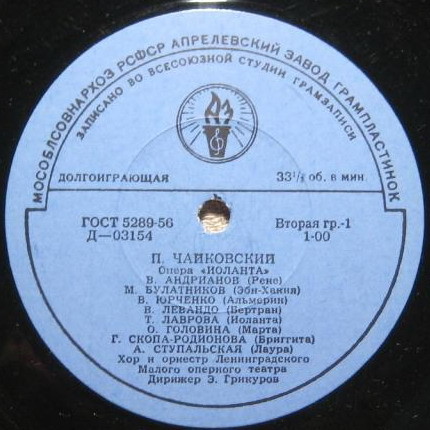 МОСОБЛСОВНАРХОЗ РСФСР АПРЕЛЕВСКИЙ ЗАВОД ГРАМПЛАСТИНОК
ЗАПИСАНО ВО ВСЕСОЮЗНОЙ СТУДИИ ГРАМЗАПИСИ
ДОЛГОИГРАЮЩАЯ 33⅓ об. в мин.
ГОСТ 5289-56 Вторая гр.-1
Д—03154 1-00
П. ЧАЙКОВСКИЙ
Опера «ИОЛАНТА»
В. АНДРИАНОВ (Рене)
М. БУЛАТНИКОВ (Эбн-Хакиа)
В. ЮРЧЕНКО (Альмерик)
В. ЛЕВАНДО (Бертран)
Т. ЛАВРОВА (Иоланта)
О. ГОЛОВИНА (Марта)
Г. СКОПА-РОДИОНОВА (Бриггита)
А. СТУПАЛЬСКАЯ (Лаура)
Хор и оркестр Ленинградского
Малого оперного театра
Дирижер Э. Грикуров